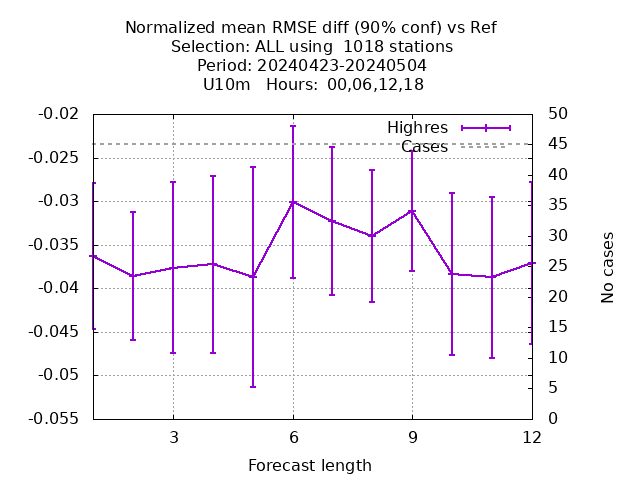 Normalized mean RMSE diff (90% conf) vs Ref
Selection: ALL using  1018 stations
Period: 20240423-20240504
U10m   Hours:  00,06,12,18
Highres
Cases
-0.02
-0.025
-0.03
-0.035
-0.04
-0.045
-0.05
-0.055
50
45
40
35
30
25
20
15
10
5
0
No cases
3 6 9 12
Forecast length